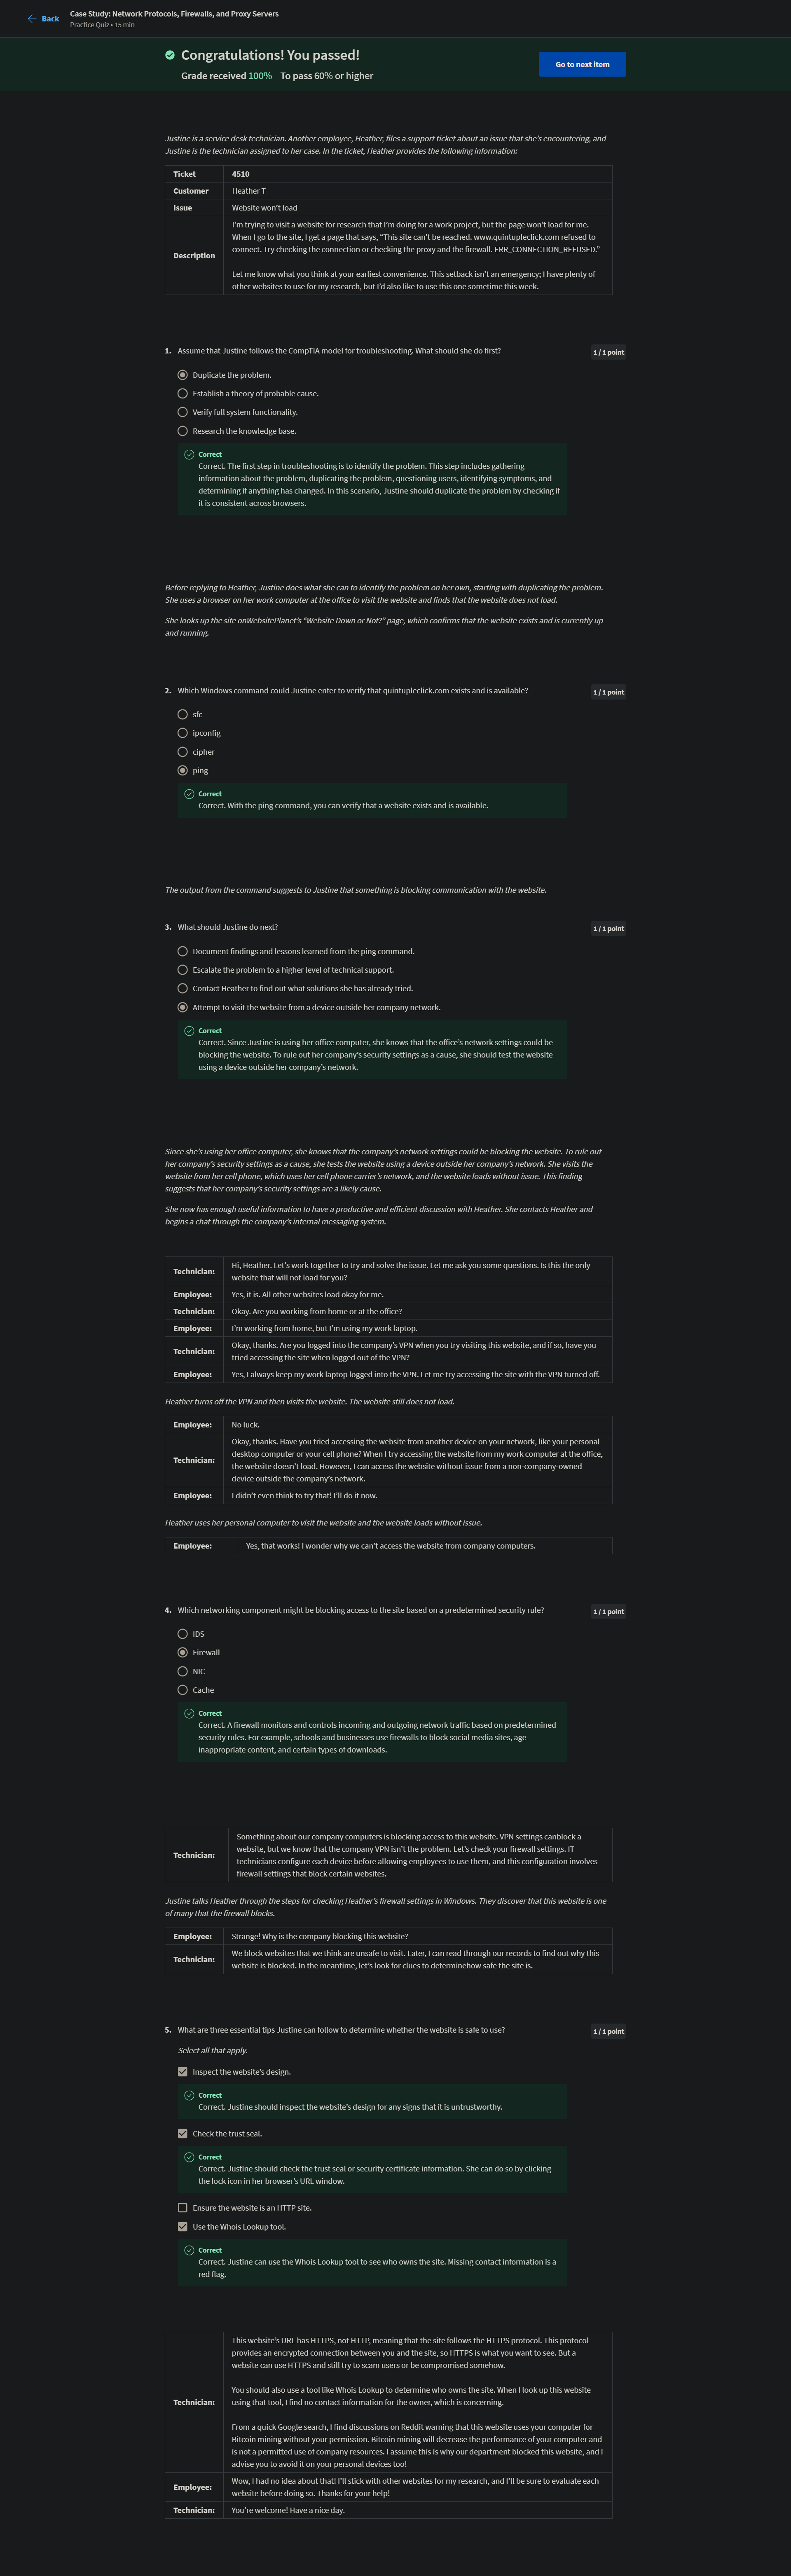 Back
Case Study: Network Protocols, Firewalls, and Proxy Servers
Practice Quiz • 15 min
Congratulations! You passed!
Grade received 100% To pass 60% or higher
Go to next item
Justine is a service desk technician. Another employee, Heather, files a support ticket about an issue that she's encountering, and
Justine is the technician assigned to her case. In the ticket, Heather provides the following information:
Ticket 4510
Customer Heather T
Issue Website won't load
Description
I'm trying to visit a website for research that I'm doing for a work project, but the page won't load for me.
When I go to the site, I get a page that says, "This site can't be reached. www.quintupleclick.com refused to
connect. Try checking the connection or checking the proxy and the firewall. ERR_CONNECTION_REFUSED."
Let me know what you think at your earliest convenience. This setback isn't an emergency; I have plenty of
other websites to use for my research, but I'd also like to use this one sometime this week.
1. Assume that Justine follows the CompTIA model for troubleshooting. What should she do first?
1 / 1 point
Duplicate the problem.
Establish a theory of probable cause.
Verify full system functionality.
Research the knowledge base.
Correct
Correct. The first step in troubleshooting is to identify the problem. This step includes gathering
information about the problem, duplicating the problem, questioning users, identifying symptoms, and
determining if anything has changed. In this scenario, Justine should duplicate the problem by checking if
it is consistent across browsers.
Before replying to Heather, Justine does what she can to identify the problem on her own, starting with duplicating the problem.
She uses a browser on her work computer at the office to visit the website and finds that the website does not load.
She looks up the site onWebsitePlanet's "Website Down or Not?" page, which confirms that the website exists and is currently up
and running.
2. Which Windows command could Justine enter to verify that quintupleclick.com exists and is available?
1 / 1 point
sfc
ipconfig
cipher
ping
Correct
Correct. With the ping command, you can verify that a website exists and is available.
The output from the command suggests to Justine that something is blocking communication with the website.
3. What should Justine do next?
1 / 1 point
Document findings and lessons learned from the ping command.
Escalate the problem to a higher level of technical support.
Contact Heather to find out what solutions she has already tried.
Attempt to visit the website from a device outside her company network.
Correct
Correct. Since Justine is using her office computer, she knows that the office's network settings could be
blocking the website. To rule out her company's security settings as a cause, she should test the website
using a device outside her company's network.
Since she's using her office computer, she knows that the company's network settings could be blocking the website. To rule out
her company's security settings as a cause, she tests the website using a device outside her company's network. She visits the
website from her cell phone, which uses her cell phone carrier's network, and the website loads without issue. This finding
suggests that her company's security settings are a likely cause.
She now has enough useful information to have a productive and efficient discussion with Heather. She contacts Heather and
begins a chat through the company's internal messaging system.
Technician:
Hi, Heather. Let's work together to try and solve the issue. Let me ask you some questions. Is this the only
website that will not load for you?
Employee: Yes, it is. All other websites load okay for me.
Technician: Okay. Are you working from home or at the office?
Employee: I'm working from home, but I'm using my work laptop.
Technician:
Okay, thanks. Are you logged into the company's VPN when you try visiting this website, and if so, have you
tried accessing the site when logged out of the VPN?
Employee: Yes, I always keep my work laptop logged into the VPN. Let me try accessing the site with the VPN turned off.
Heather turns off the VPN and then visits the website. The website still does not load.
Employee: No luck.
Technician:
Okay, thanks. Have you tried accessing the website from another device on your network, like your personal
desktop computer or your cell phone? When I try accessing the website from my work computer at the office,
the website doesn't load. However, I can access the website without issue from a non-company-owned
device outside the company's network.
Employee: I didn't even think to try that! I'll do it now.
Heather uses her personal computer to visit the website and the website loads without issue.
Employee: Yes, that works! I wonder why we can't access the website from company computers.
4. Which networking component might be blocking access to the site based on a predetermined security rule?
1 / 1 point
IDS
Firewall
NIC
Cache
Correct
Correct. A firewall monitors and controls incoming and outgoing network traffic based on predetermined
security rules. For example, schools and businesses use firewalls to block social media sites, age-
inappropriate content, and certain types of downloads.
Technician:
Something about our company computers is blocking access to this website. VPN settings canblock a
website, but we know that the company VPN isn't the problem. Let's check your firewall settings. IT
technicians configure each device before allowing employees to use them, and this configuration involves
firewall settings that block certain websites.
Justine talks Heather through the steps for checking Heather's firewall settings in Windows. They discover that this website is one
of many that the firewall blocks.
Employee: Strange! Why is the company blocking this website?
Technician:
We block websites that we think are unsafe to visit. Later, I can read through our records to find out why this
website is blocked. In the meantime, let's look for clues to determinehow safe the site is.
5. What are three essential tips Justine can follow to determine whether the website is safe to use?
1 / 1 point
Select all that apply.
Inspect the website's design.
Correct
Correct. Justine should inspect the website's design for any signs that it is untrustworthy.
Check the trust seal.
Correct
Correct. Justine should check the trust seal or security certificate information. She can do so by clicking
the lock icon in her browser's URL window.
Ensure the website is an HTTP site.
Use the Whois Lookup tool.
Correct
Correct. Justine can use the Whois Lookup tool to see who owns the site. Missing contact information is a
red flag.
Technician:
This website's URL has HTTPS, not HTTP, meaning that the site follows the HTTPS protocol. This protocol
provides an encrypted connection between you and the site, so HTTPS is what you want to see. But a
website can use HTTPS and still try to scam users or be compromised somehow.
You should also use a tool like Whois Lookup to determine who owns the site. When I look up this website
using that tool, I find no contact information for the owner, which is concerning.
From a quick Google search, I find discussions on Reddit warning that this website uses your computer for
Bitcoin mining without your permission. Bitcoin mining will decrease the performance of your computer and
is not a permitted use of company resources. I assume this is why our department blocked this website, and I
advise you to avoid it on your personal devices too!
Employee:
Wow, I had no idea about that! I'll stick with other websites for my research, and I'll be sure to evaluate each
website before doing so. Thanks for your help!
Technician: You're welcome! Have a nice day.